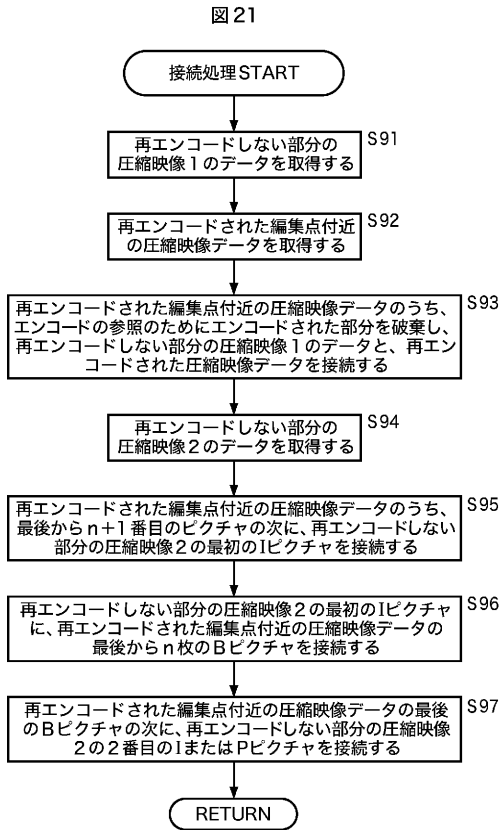 図21
接続処理START
S91
再エンコードしない部分の
圧縮映像1のデータを取得する
S92
再エンコードされた編集点付近
の圧縮映像データを取得する
S93
再エンコードされた編集点付近の圧縮映像データのうち、
エンコードの参照のためにエンコードされた部分を破棄し、
再エンコードしない部分の圧縮映像1のデータと、再エン
コードされた圧縮映像データを接続する
S94
再エンコードしない部分の
圧縮映像2のデータを取得する
S95
再エンコードされた編集点付近の圧縮映像データのうち、
最後からn+1番目のピクチャの次に、再エンコードしない
部分の圧縮映像2の最初のIピクチャを接続する
S96
再エンコードしない部分の圧縮映像2の最初のIピクチャ
に、再エンコードされた編集点付近の圧縮映像データの
最後からn枚のBピクチャを接続する
S97
再エンコードされた編集点付近の圧縮映像データの最後
のBピクチャの次に、再エンコードしない部分の圧縮映像
2の2番目のIまたはPピクチャを接続する
RETURN